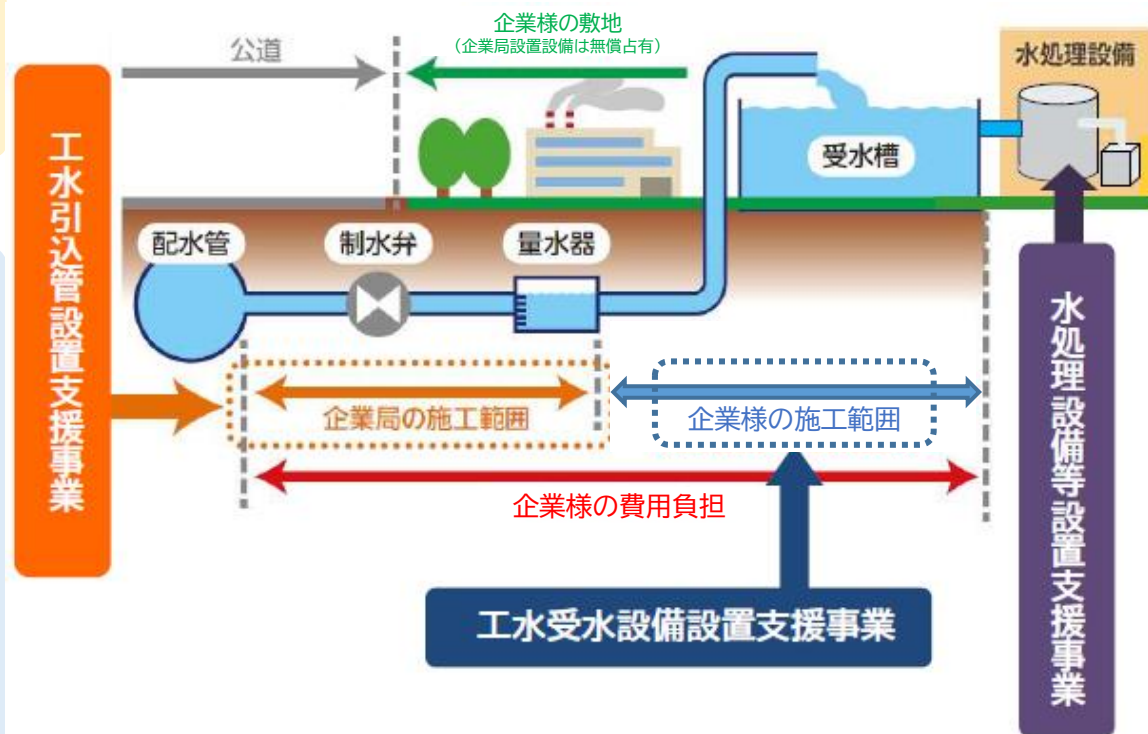 企業様の敷地
（企業局設置設備は無償占有）
公道
水処理設備
受水槽
配水管
制水弁
量水器
工水引込管設置支援事業
企業局の施工範囲
企業様の施工範囲
企業様の費用負担
工水受水設備設置支援事業
水処理設備等設置支援事業